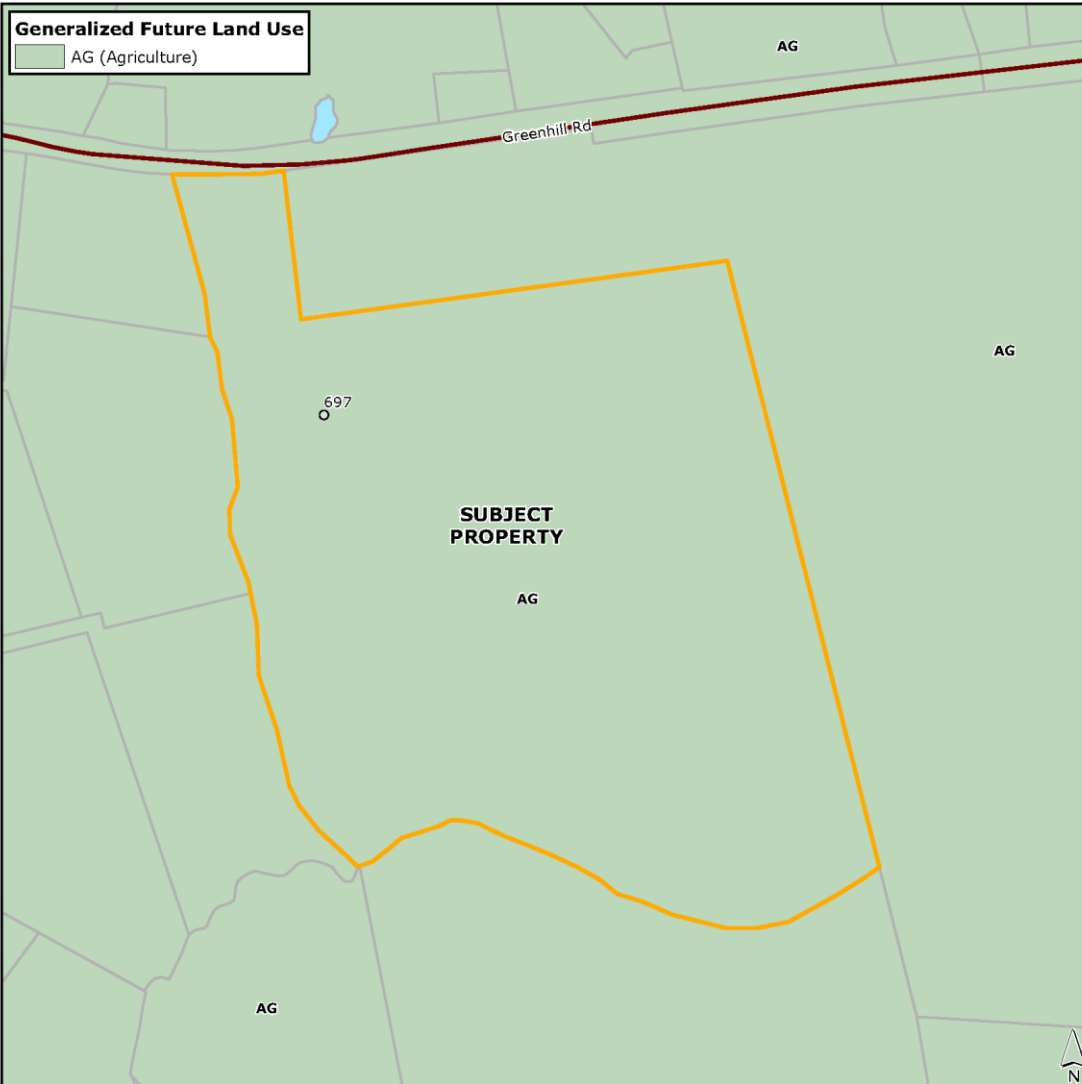 Generalized Future Land Use
AG (Agriculture)
AG
Greenhill Rd
AG
697
SUBJECT
PROPERTY
AG
AG
N